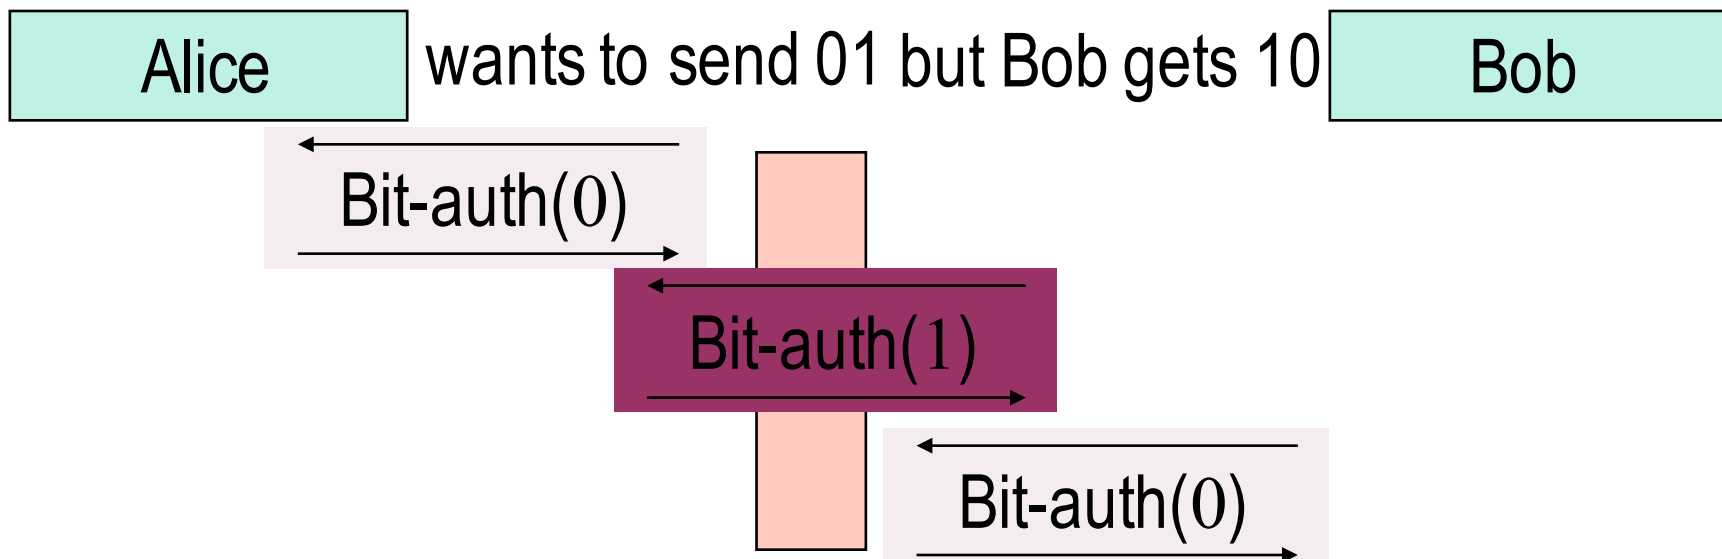 Alice wants to send 01 but Bob gets 10 Bob
Bit-auth(0)
Bit-auth(1)
Bit-auth(0)